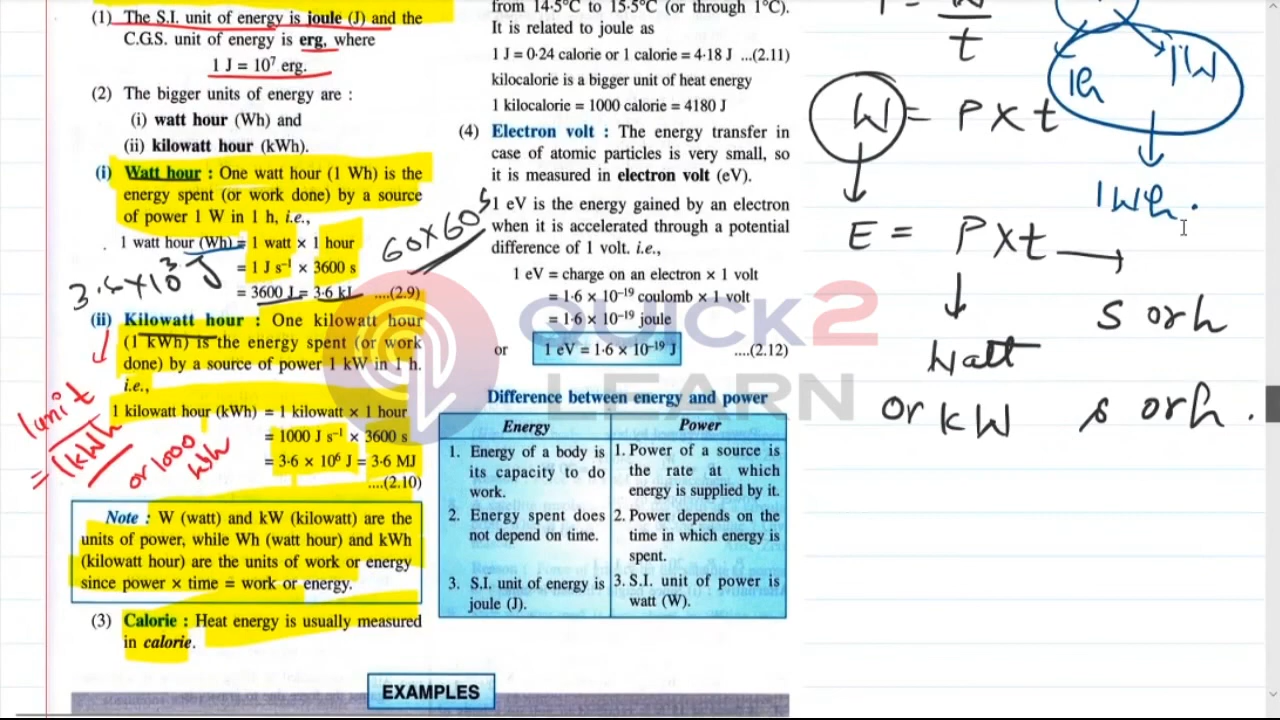 (1) The S.I. unit of energy is joule (J) and the
C.G.S. unit of energy is erg, where
1 J = 10⁷ erg.
(2) The bigger units of energy are :
(i) watt hour (Wh) and
(ii) kilowatt hour (kWh).
(i) Watt hour : One watt hour (1 Wh) is the
energy spent (or work done) by a source
of power 1 W in 1 h, i.e.,
1 watt hour (Wh) = 1 watt × 1 hour
= 1 J s⁻¹ × 3600 s
= 3600 J = 3·6 kJ ....(2.9)
60×60 s
3.6×10³ J
(ii) Kilowatt hour : One kilowatt hour
(1 kWh) is the energy spent (or work
done) by a source of power 1 kW in 1 h.
i.e.,
1 kilowatt hour (kWh) = 1 kilowatt × 1 hour
= 1000 J s⁻¹ × 3600 s
= 3·6 × 10⁶ J = 3·6 MJ
....(2.10)
1 unit
= 1kWh
or 1000
Wh
Note : W (watt) and kW (kilowatt) are the
units of power, while Wh (watt hour) and kWh
(kilowatt hour) are the units of work or energy
since power × time = work or energy.
(3) Calorie : Heat energy is usually measured
in calorie.
from 14·5°C to 15·5°C (or through 1°C).
It is related to joule as
1 J = 0·24 calorie or 1 calorie = 4·18 J ...(2.11)
kilocalorie is a bigger unit of heat energy
1 kilocalorie = 1000 calorie = 4180 J
(4) Electron volt : The energy transfer in
case of atomic particles is very small, so
it is measured in electron volt (eV).
1 eV is the energy gained by an electron
when it is accelerated through a potential
difference of 1 volt. i.e.,
1 eV = charge on an electron × 1 volt
= 1·6 × 10⁻¹⁹ coulomb × 1 volt
= 1·6 × 10⁻¹⁹ joule
or 1 eV = 1·6 × 10⁻¹⁹ J ....(2.12)
QUICK2
LEARN
Difference between energy and power
Energy Power
1. Energy of a body is
its capacity to do
work.
1. Power of a source is
the rate at which
energy is supplied by it.
2. Energy spent does
not depend on time.
2. Power depends on the
time in which energy is
spent.
3. S.I. unit of energy is
joule (J).
3. S.I. unit of power is
watt (W).
EXAMPLES
W
t
W = P × t
1h
1W
1Wh.
E = P × t
s or h
Watt
or kW s or h.